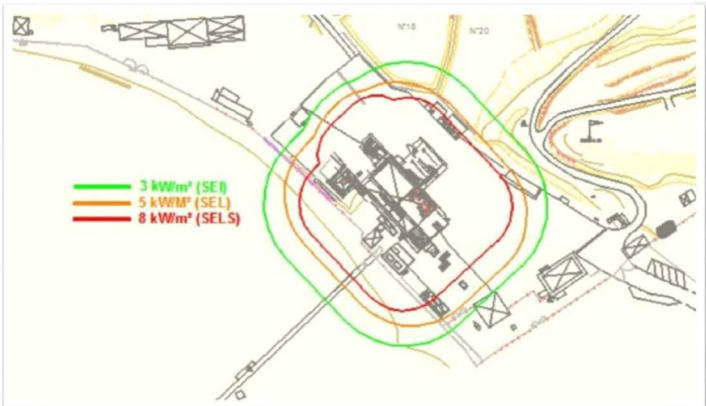 N°18
N°20
3 kW/m² (SEI)
5 kW/M² (SEL)
8 kW/m² (SELS)